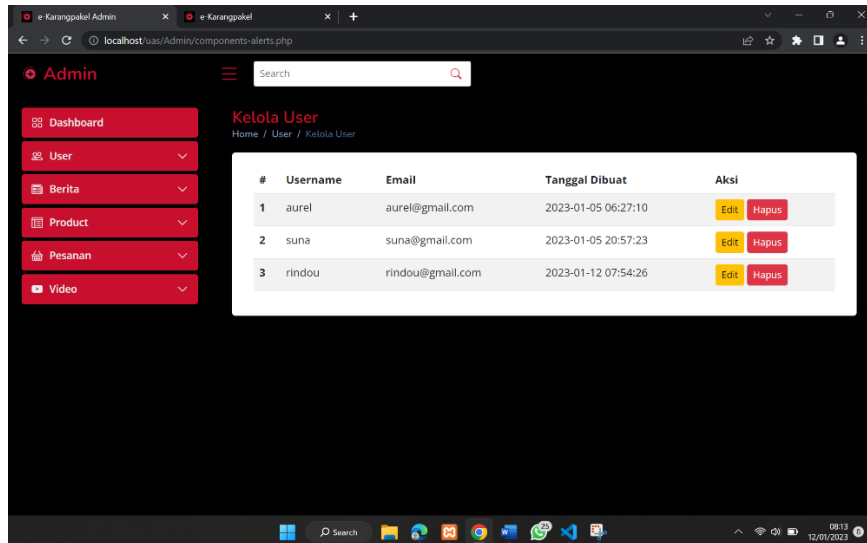 e-Karangpakel Admin
e-Karangpakel
localhost/uas/Admin/components-alerts.php
Admin
Search
Dashboard
User
Berita
Product
Pesanan
Video
Kelola User
Home / User / Kelola User
# Username Email Tanggal Dibuat Aksi
1 aurel aurel@gmail.com 2023-01-05 06:27:10 Edit Hapus
2 suna suna@gmail.com 2023-01-05 20:57:23 Edit Hapus
3 rindou rindou@gmail.com 2023-01-12 07:54:26 Edit Hapus
Search
25
08:13
12/01/2023